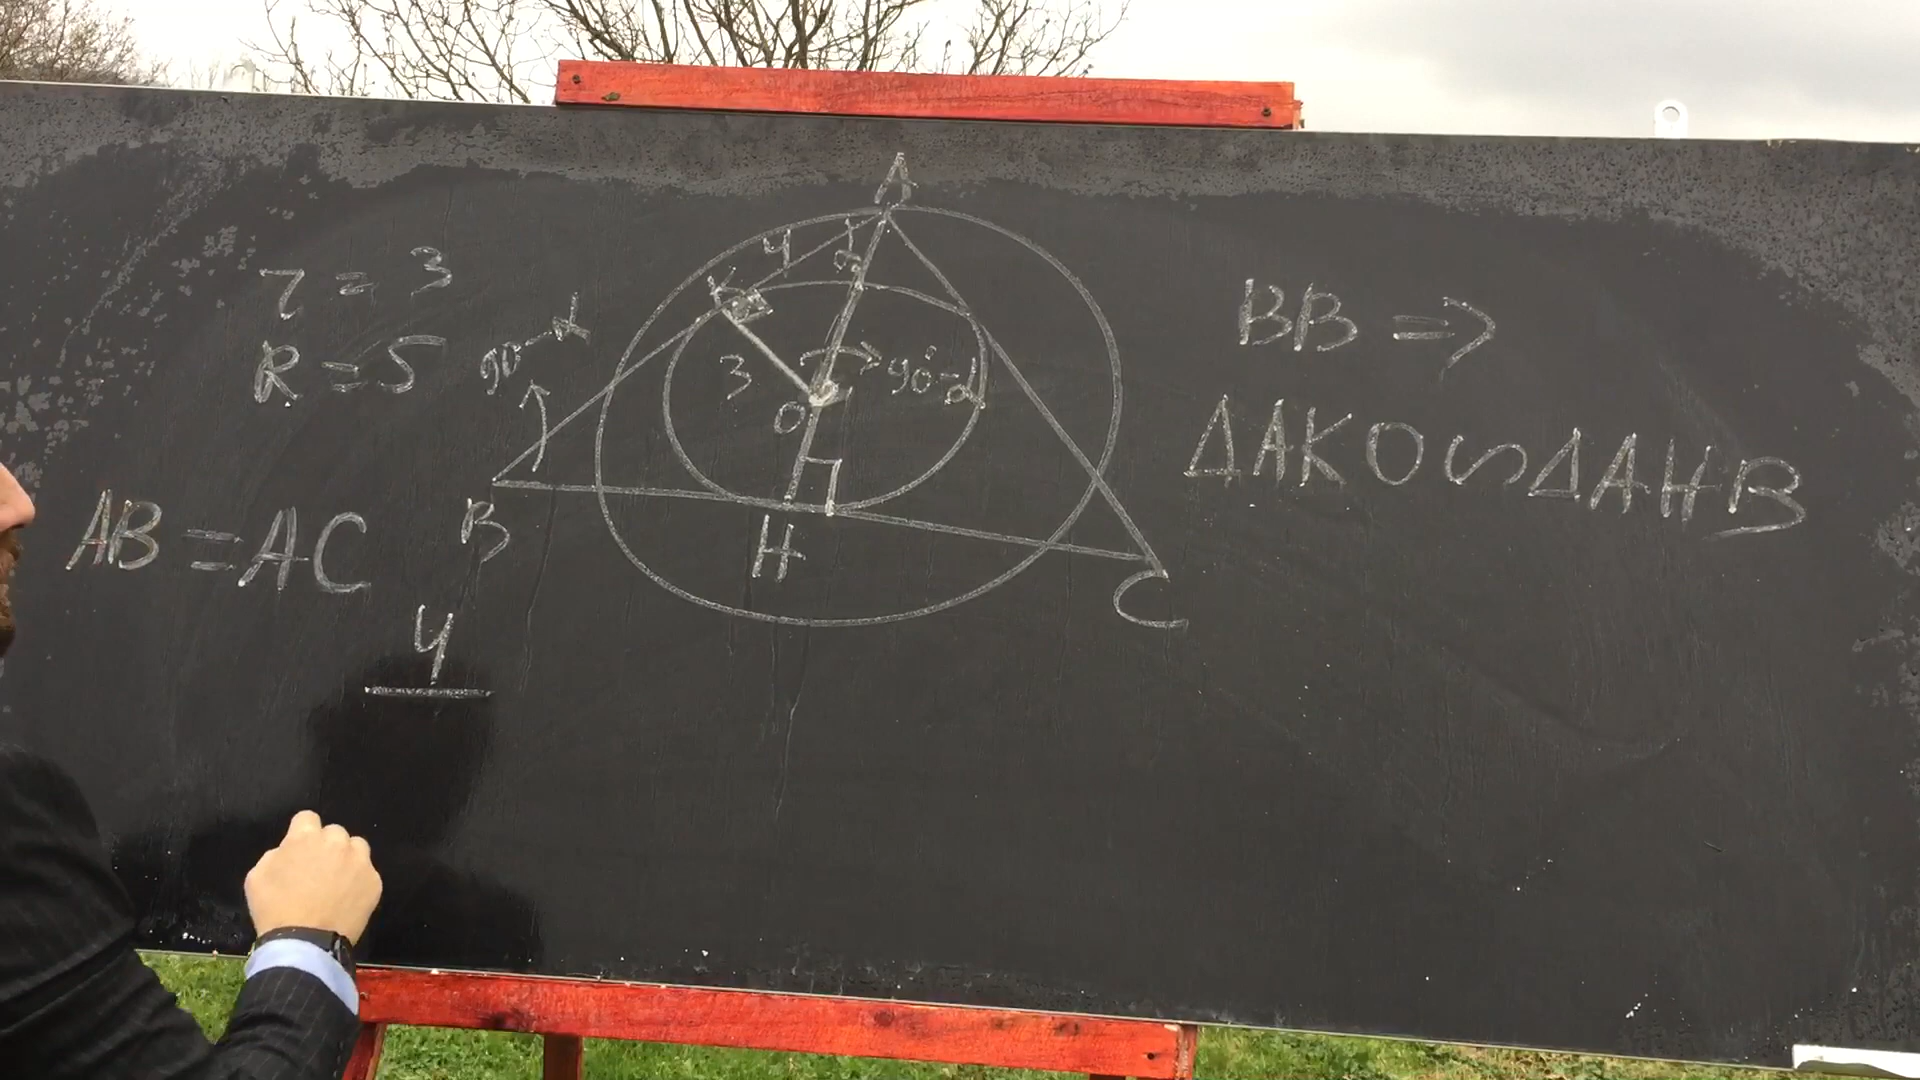 r = 3
R = 5
AB = AC
4
A
4
α
K
3
90° - α
O
90 - α
B
H
C
BB =>
ΔAKO ∽ ΔAHB